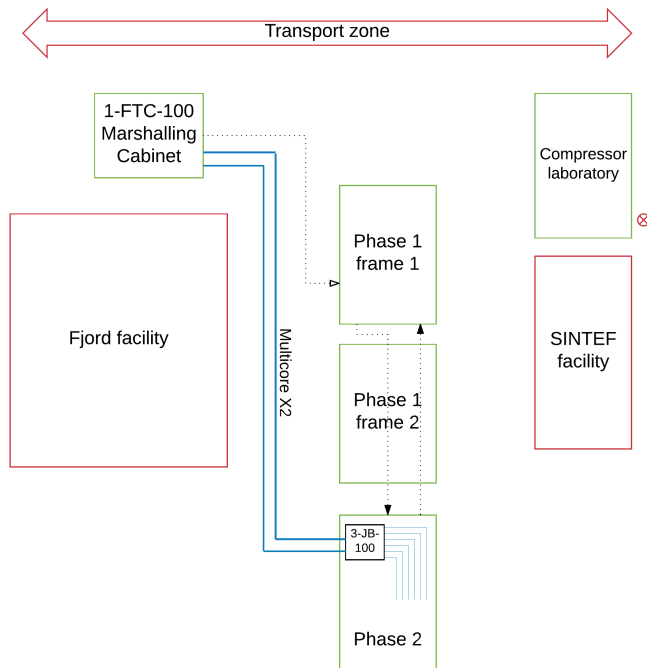 Transport zone
1-FTC-100
Marshalling
Cabinet
Compressor
laboratory
Phase 1
frame 1
Fjord facility
Multicore X2
SINTEF
facility
Phase 1
frame 2
3-JB-
100
Phase 2